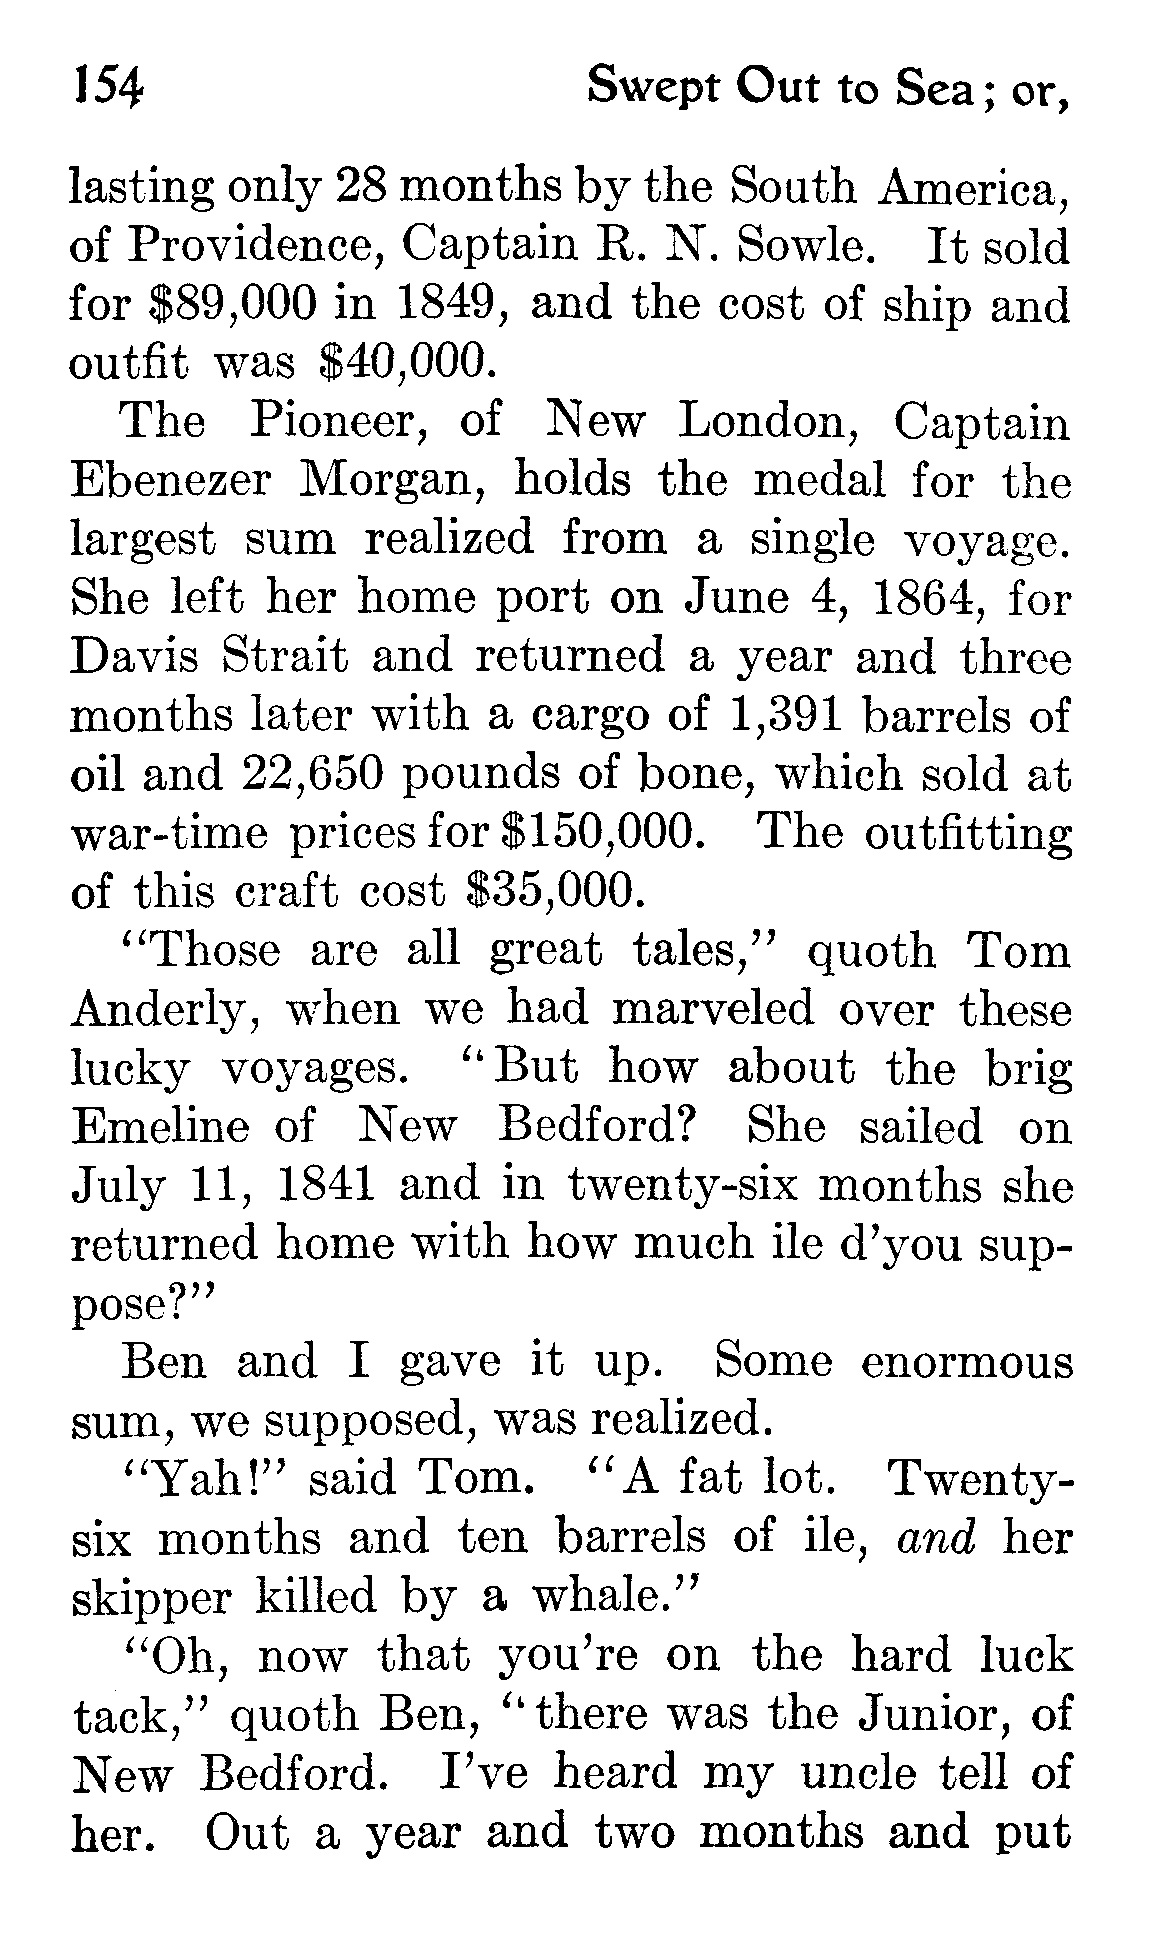 154 Swept Out to Sea; or,
lasting only 28 months by the South America,
of Providence, Captain R. N. Sowle. It sold
for $89,000 in 1849, and the cost of ship and
outfit was $40,000.
The Pioneer, of New London, Captain
Ebenezer Morgan, holds the medal for the
largest sum realized from a single voyage.
She left her home port on June 4, 1864, for
Davis Strait and returned a year and three
months later with a cargo of 1,391 barrels of
oil and 22,650 pounds of bone, which sold at
war-time prices for $150,000. The outfitting
of this craft cost $35,000.
“Those are all great tales,” quoth Tom
Anderly, when we had marveled over these
lucky voyages. “But how about the brig
Emeline of New Bedford? She sailed on
July 11, 1841 and in twenty-six months she
returned home with how much ile d’you sup-
pose?”
Ben and I gave it up. Some enormous
sum, we supposed, was realized.
“Yah!” said Tom. “A fat lot. Twenty-
six months and ten barrels of ile, and her
skipper killed by a whale.”
“Oh, now that you’re on the hard luck
tack,” quoth Ben, “there was the Junior, of
New Bedford. I’ve heard my uncle tell of
her. Out a year and two months and put